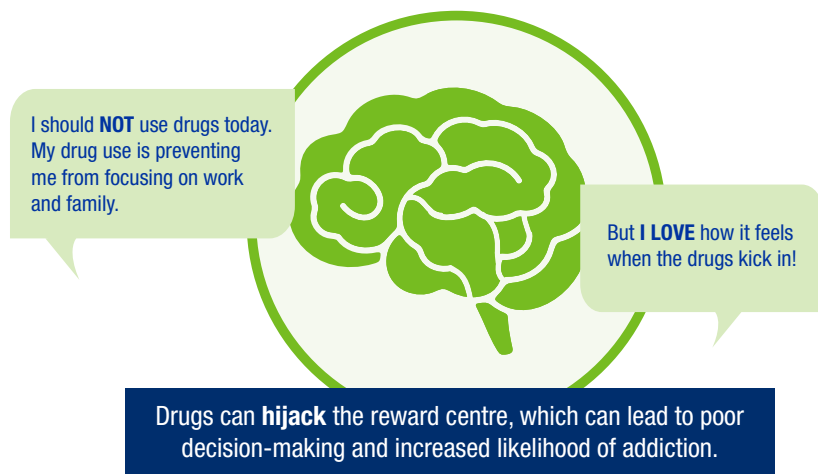 I should NOT use drugs today.
My drug use is preventing
me from focusing on work
and family.
But I LOVE how it feels
when the drugs kick in!
Drugs can hijack the reward centre, which can lead to poor
decision-making and increased likelihood of addiction.